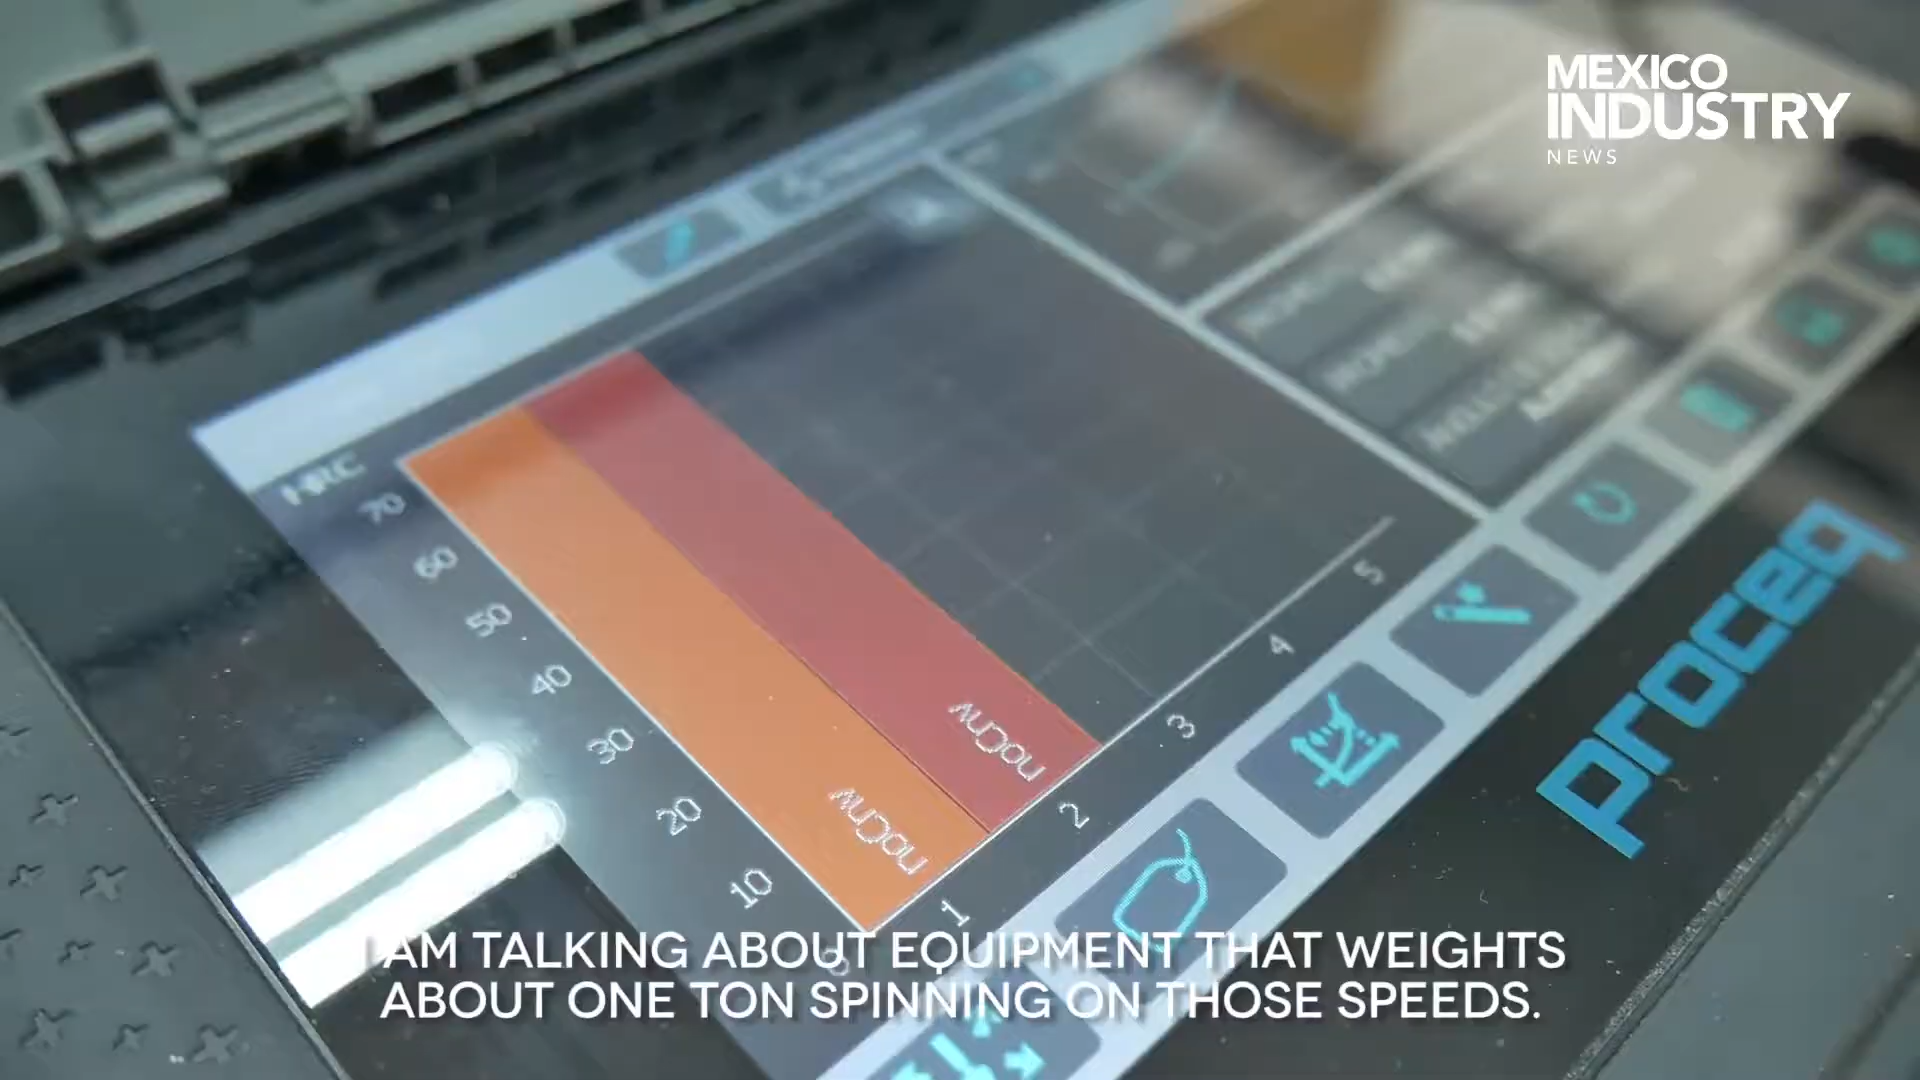 MEXICO
INDUSTRY
NEWS
HRC
70
60
50
40
30
20
10
0
noCnv
noCnv
1
2
3
4
5
proceq
I AM TALKING ABOUT EQUIPMENT THAT WEIGHTS
ABOUT ONE TON SPINNING ON THOSE SPEEDS.